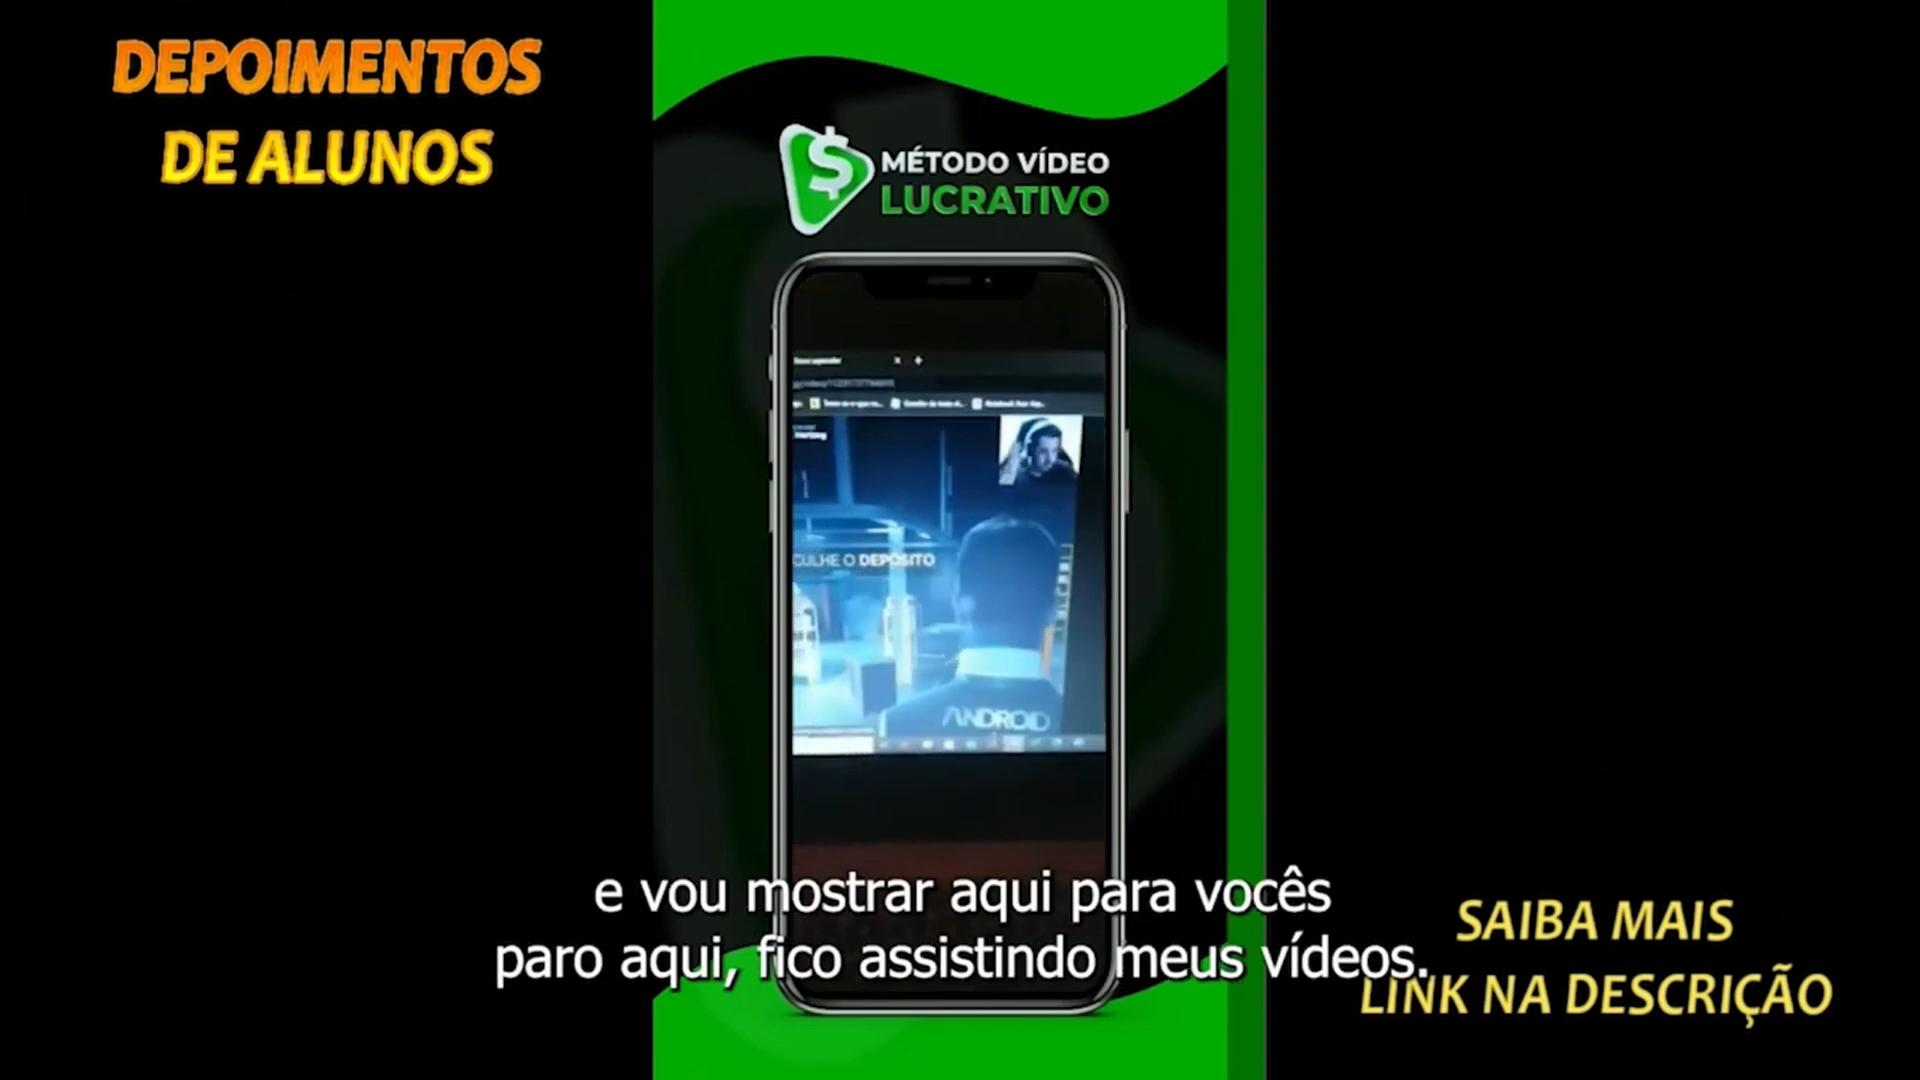 DEPOIMENTOS
DE ALUNOS
MÉTODO VÍDEO
LUCRATIVO
CULHE O DEPÓSITO
ANDROID
e vou mostrar aqui para vocês
paro aqui, fico assistindo meus vídeos.
SAIBA MAIS
LINK NA DESCRIÇÃO